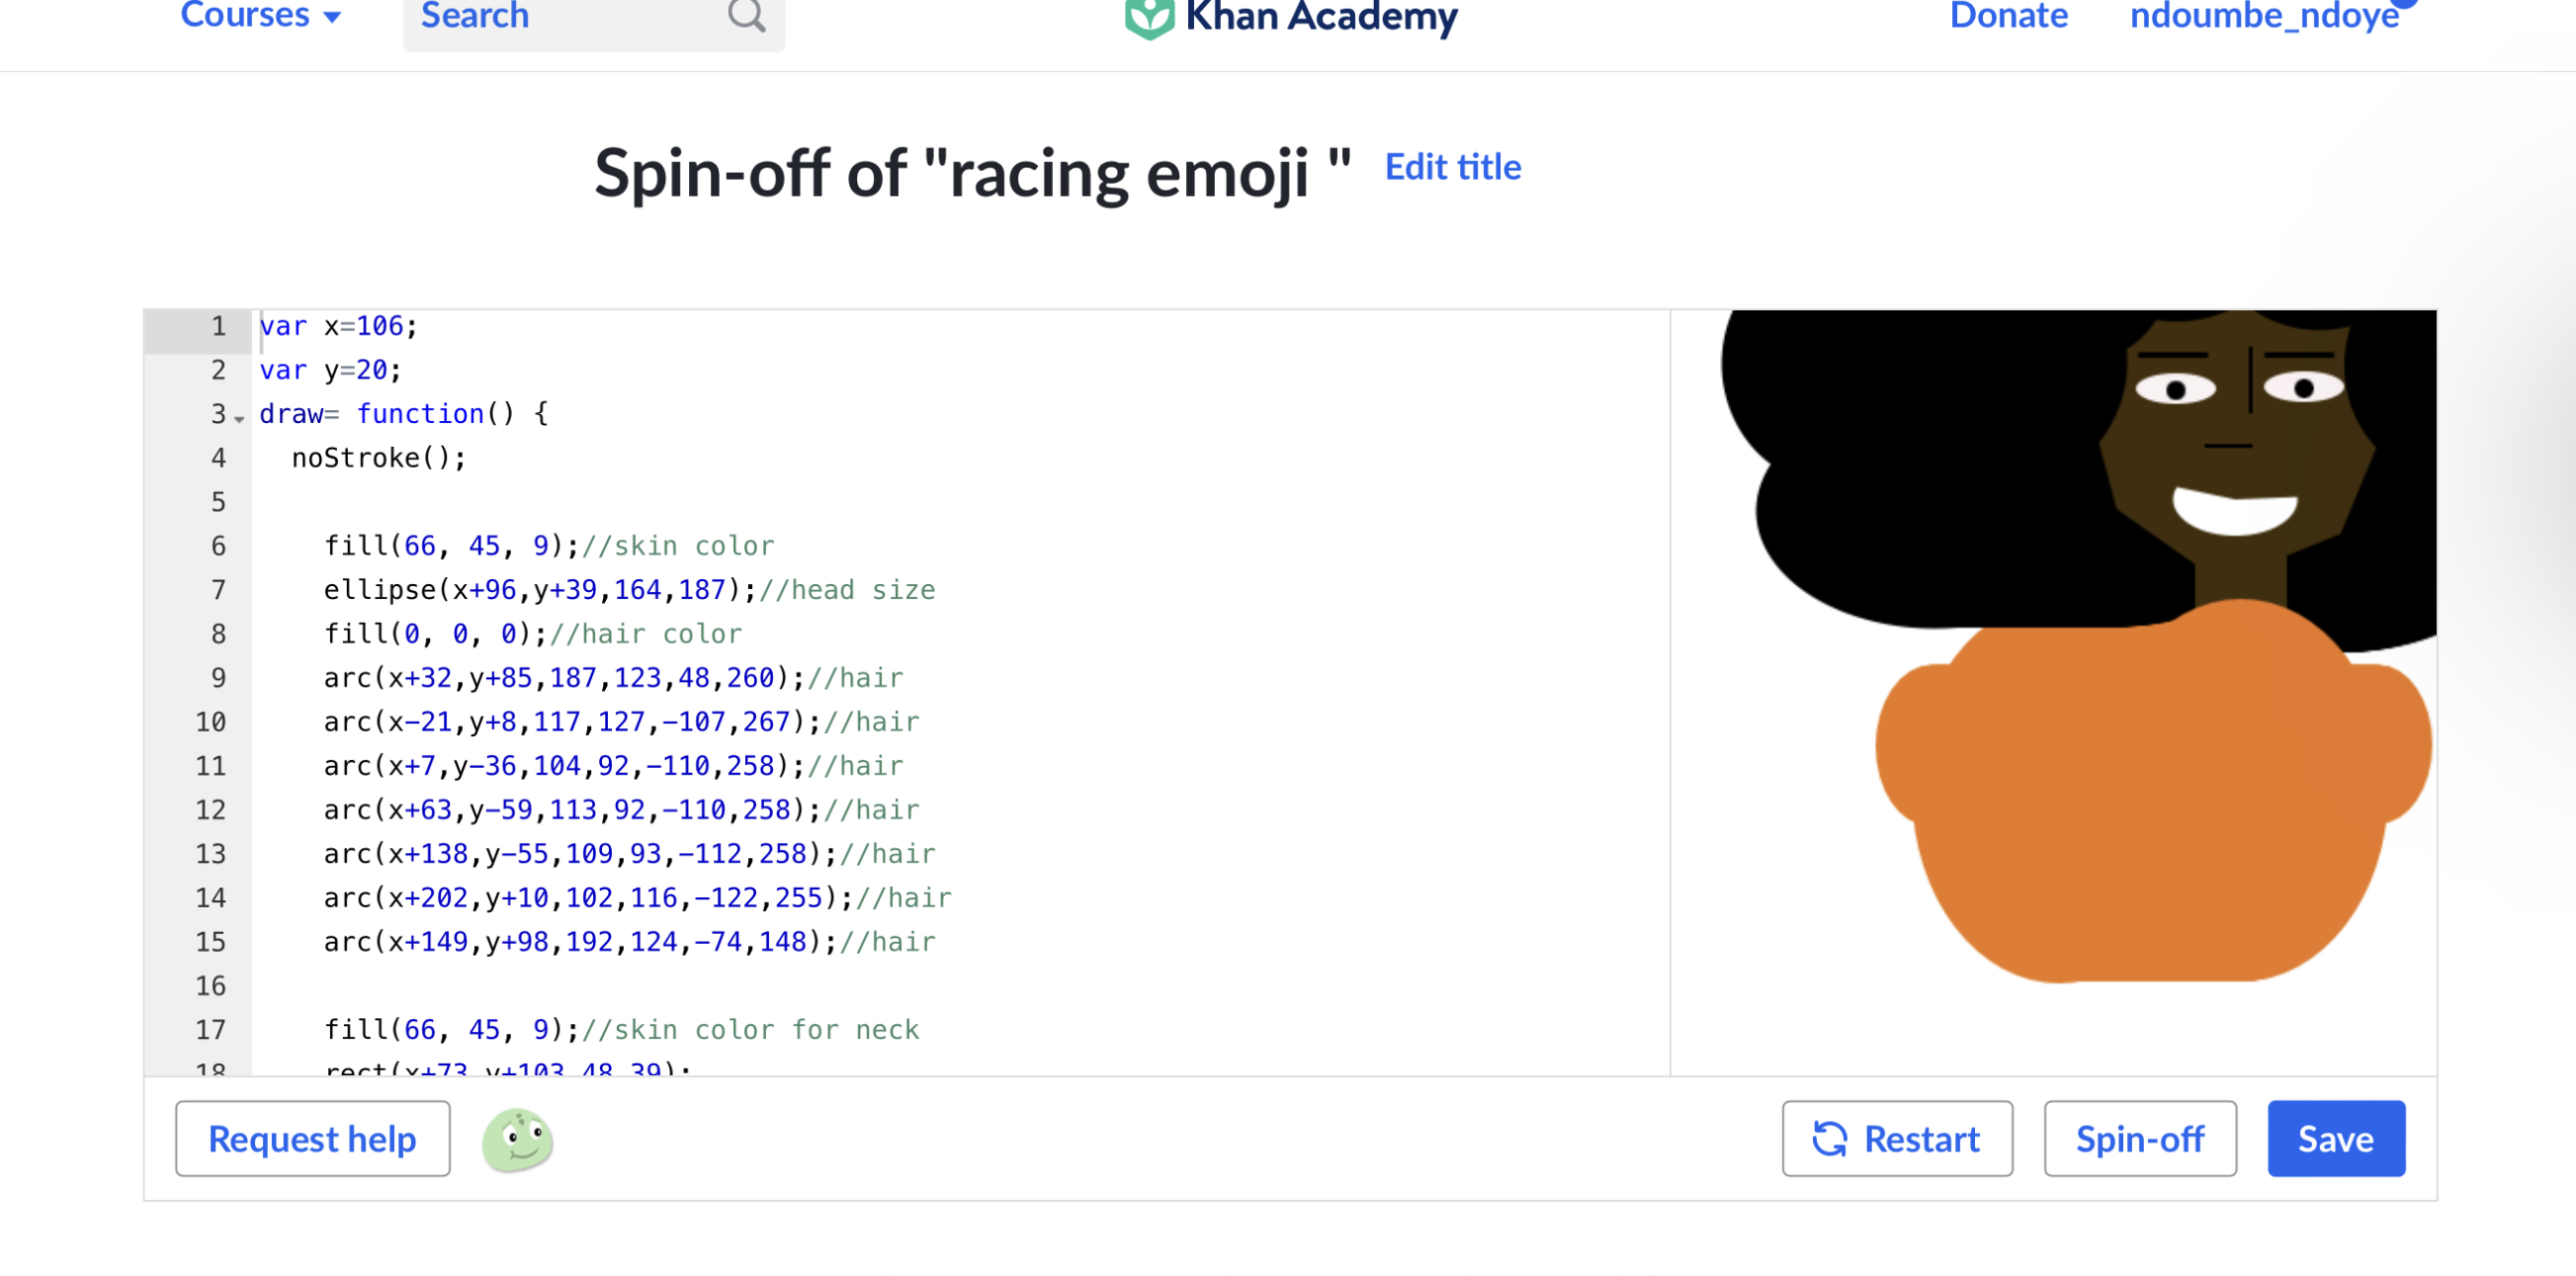 Courses
Search
Khan Academy
Donate
ndoumbe_ndoye
Spin-off of "racing emoji "
Edit title
1 var x=106;
2 var y=20;
3 draw= function() {
4 noStroke();
5
6 fill(66, 45, 9);//skin color
7 ellipse(x+96,y+39,164,187);//head size
8 fill(0, 0, 0);//hair color
9 arc(x+32,y+85,187,123,48,260);//hair
10 arc(x−21,y+8,117,127,−107,267);//hair
11 arc(x+7,y−36,104,92,−110,258);//hair
12 arc(x+63,y−59,113,92,−110,258);//hair
13 arc(x+138,y−55,109,93,−112,258);//hair
14 arc(x+202,y+10,102,116,−122,255);//hair
15 arc(x+149,y+98,192,124,−74,148);//hair
16
17 fill(66, 45, 9);//skin color for neck
18 rect(x+73,y+103,48,39);
Request help
Restart
Spin-off
Save